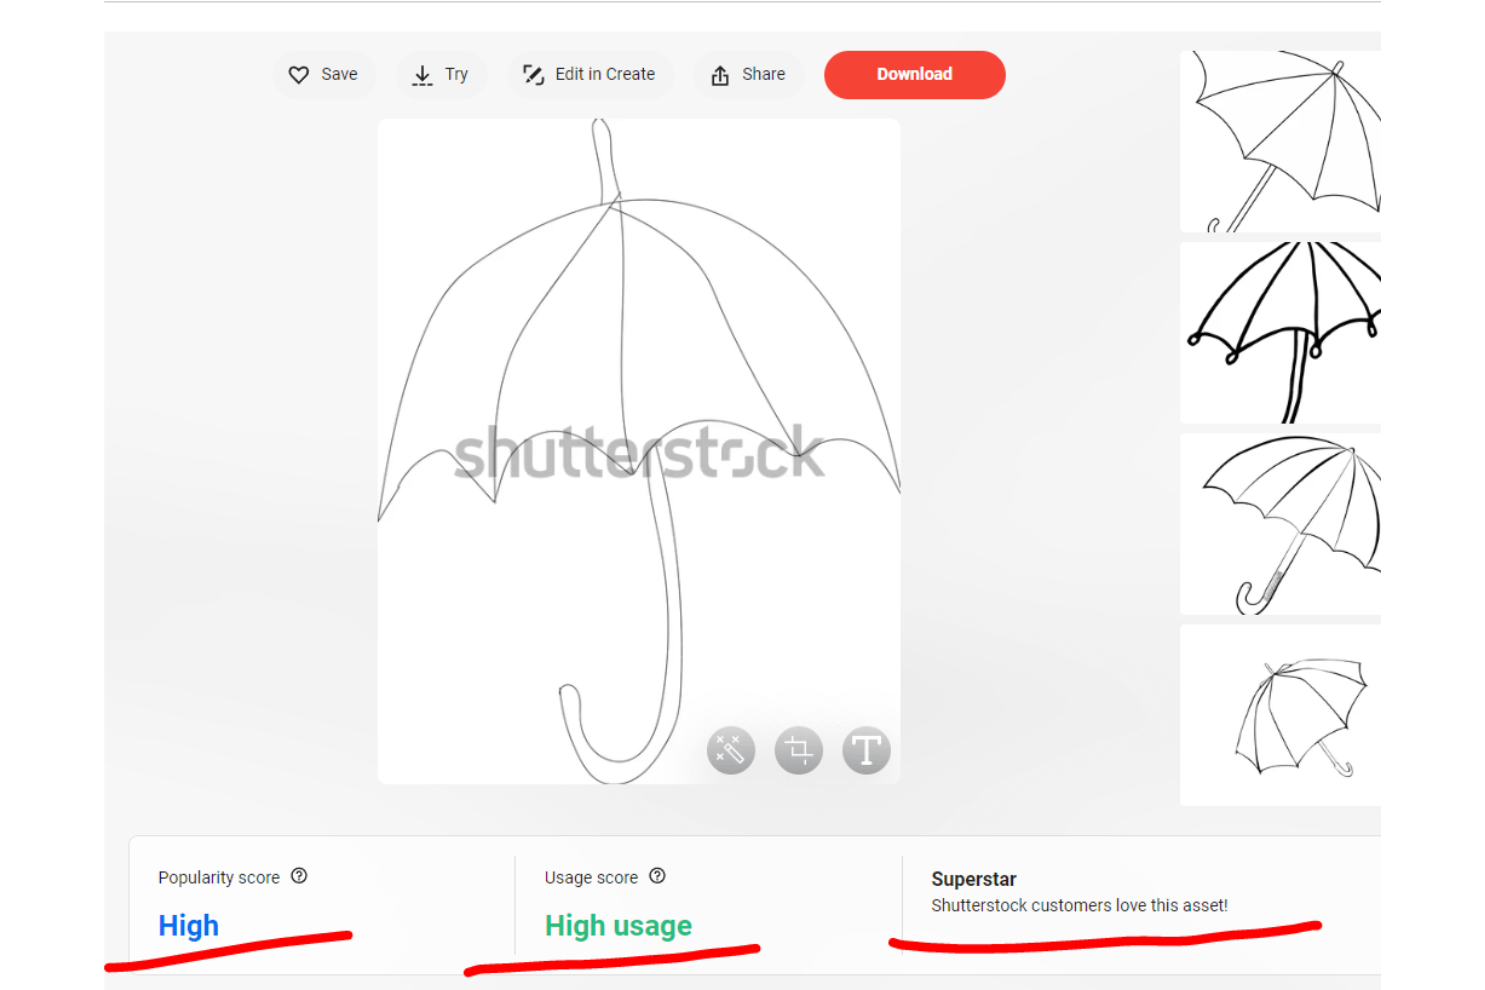 Save
Try
Edit in Create
Share
Download
shutterstock
T
Popularity score ?
High
Usage score ?
High usage
Superstar
Shutterstock customers love this asset!